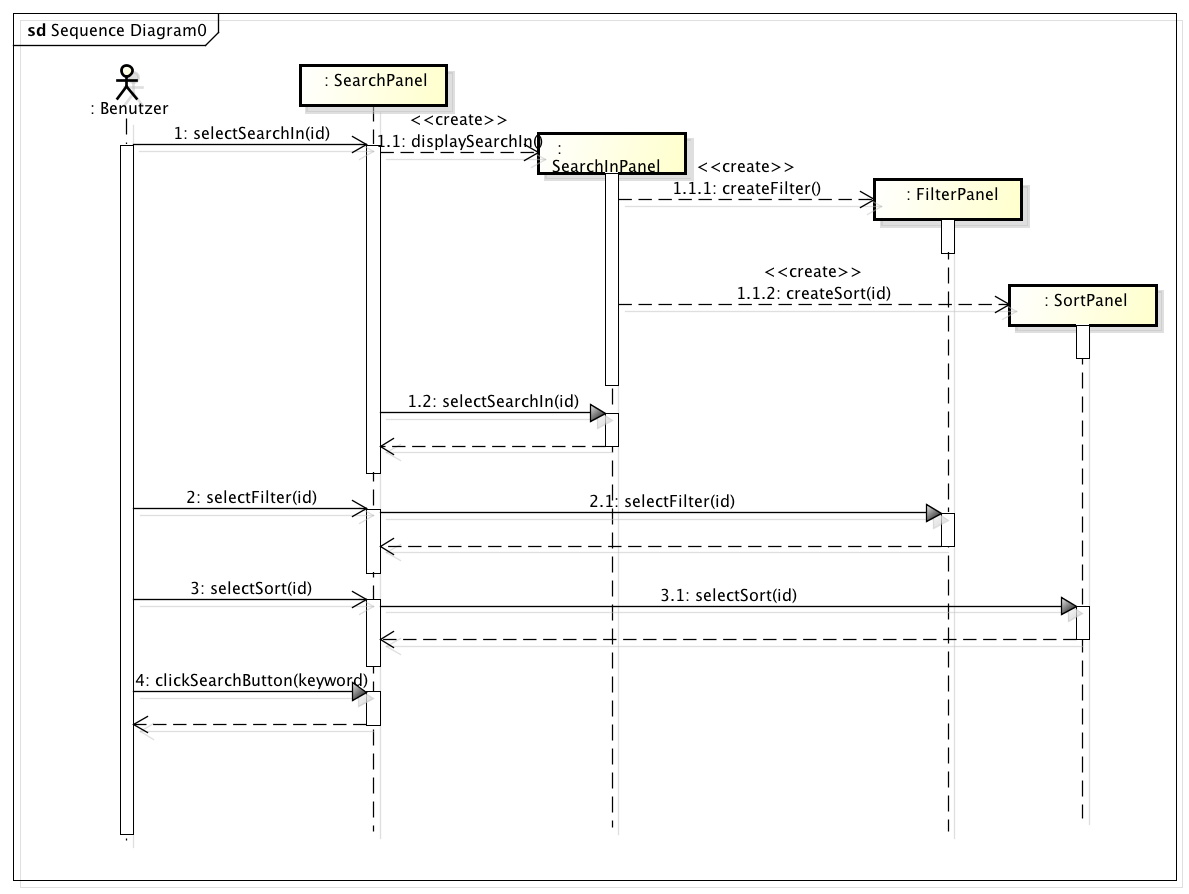 sd Sequence Diagram0
: Benutzer
: SearchPanel
<<create>>
1: selectSearchIn(id)
1.1: displaySearchIn()
:
SearchInPanel
<<create>>
1.1.1: createFilter()
: FilterPanel
<<create>>
1.1.2: createSort(id)
: SortPanel
1.2: selectSearchIn(id)
2: selectFilter(id)
2.1: selectFilter(id)
3: selectSort(id)
3.1: selectSort(id)
4: clickSearchButton(keyword)